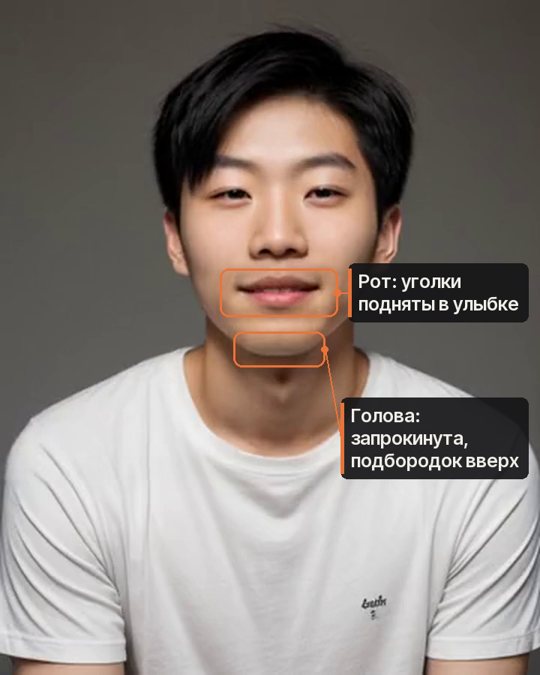 Рот: уголки
подняты в улыбке
Голова:
запрокинута,
подбородок вверх